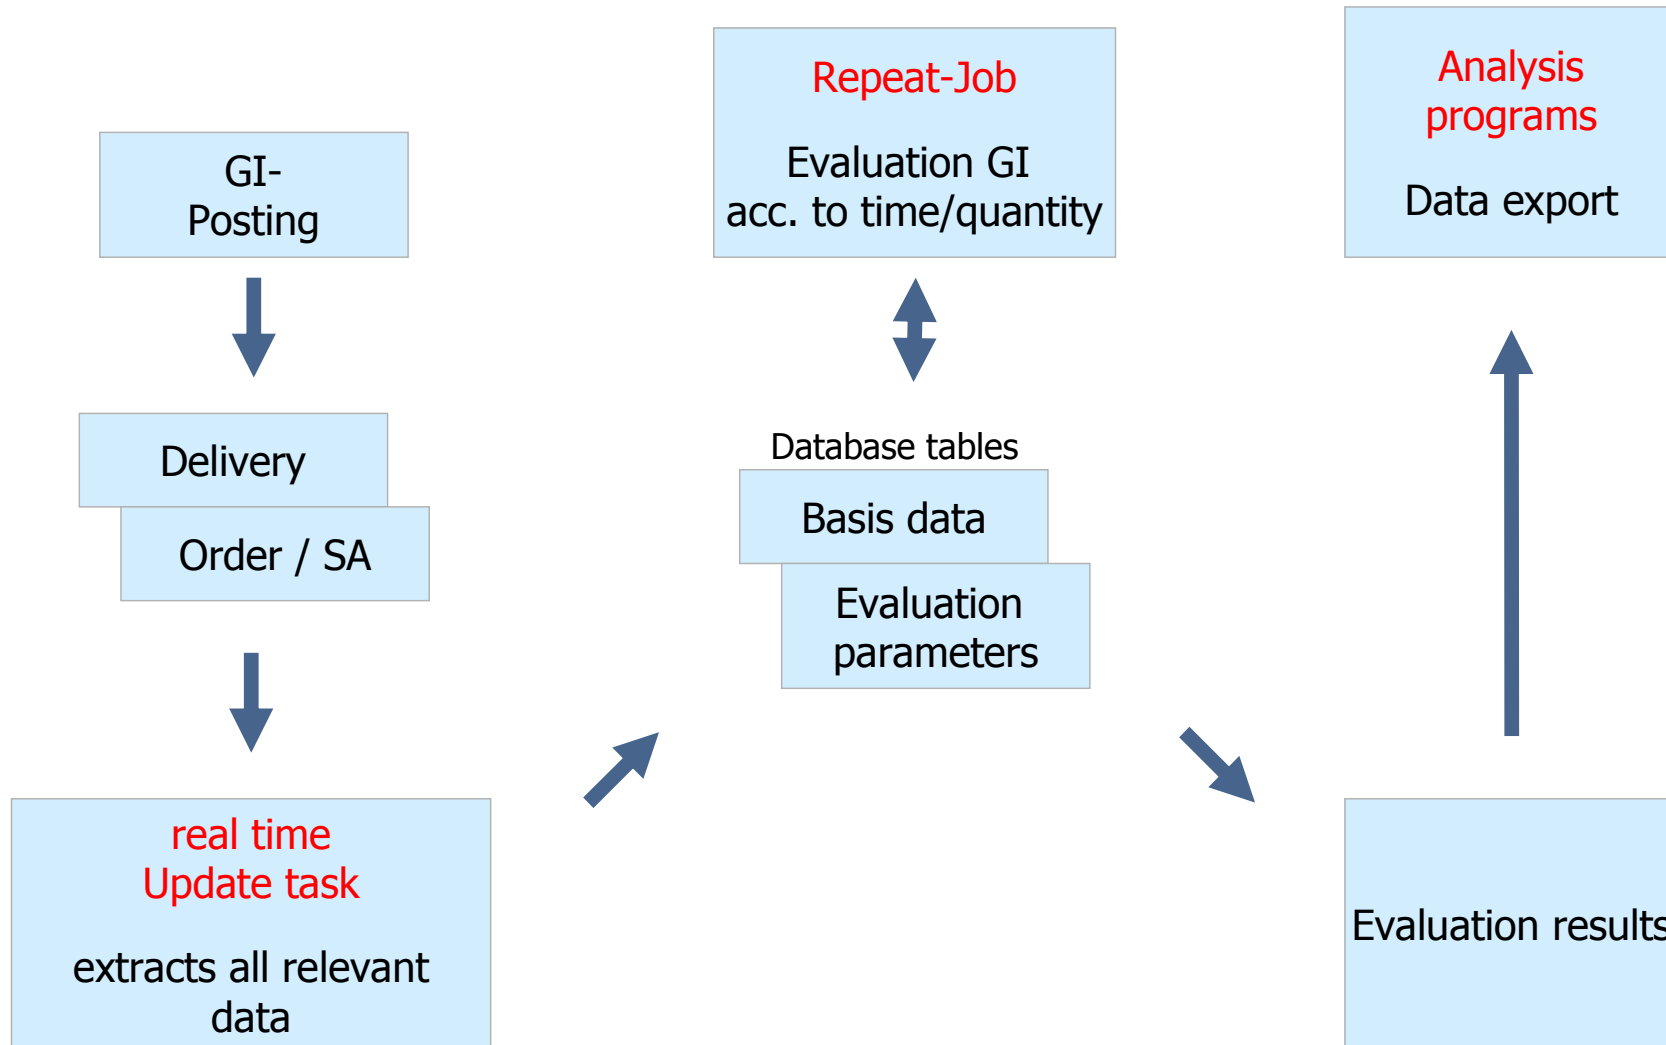 GI-
Posting
Delivery
Order / SA
real time
Update task
extracts all relevant
data
Repeat-Job
Evaluation GI
acc. to time/quantity
Database tables
Basis data
Evaluation
parameters
Analysis
programs
Data export
Evaluation results